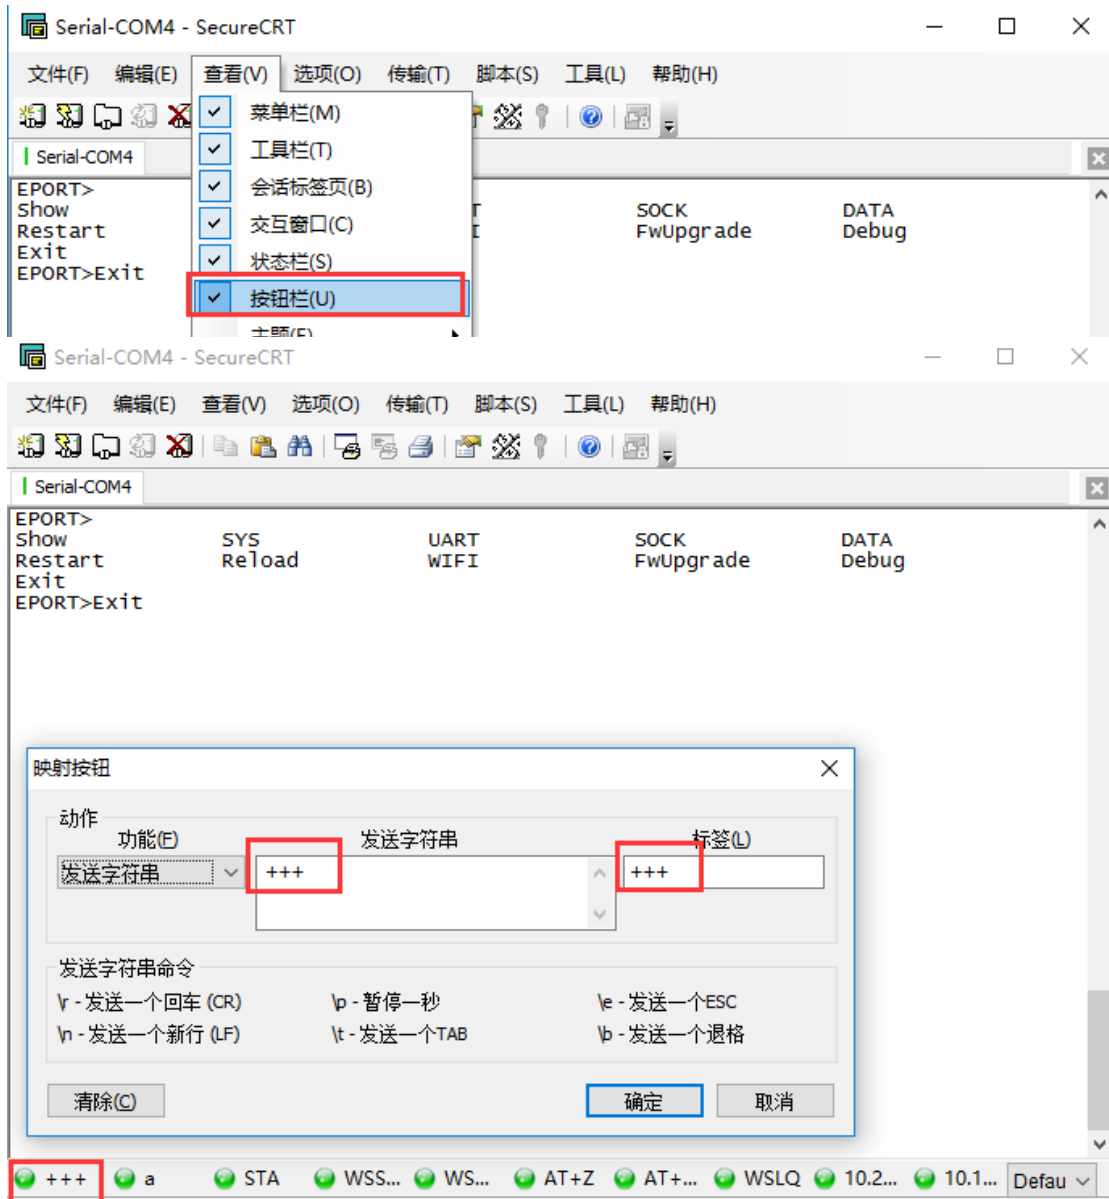 Serial-COM4 - SecureCRT
文件(F) 编辑(E) 查看(V) 选项(O) 传输(T) 脚本(S) 工具(L) 帮助(H)
菜单栏(M)
工具栏(T)
Serial-COM4
会话标签页(B)
交互窗口(C)
状态栏(S)
按钮栏(U)
主题(E)
EPORT>
Show SOCK DATA
Restart FwUpgrade Debug
Exit
EPORT>Exit
Serial-COM4 - SecureCRT
文件(F) 编辑(E) 查看(V) 选项(O) 传输(T) 脚本(S) 工具(L) 帮助(H)
Serial-COM4
EPORT>
Show SYS UART SOCK DATA
Restart Reload WIFI FwUpgrade Debug
Exit
EPORT>Exit
映射按钮
动作
功能(F) 发送字符串 标签(L)
发送字符串 +++ +++
发送字符串命令
\r - 发送一个回车 (CR) \p - 暂停一秒 \e - 发送一个ESC
\n - 发送一个新行 (LF) \t - 发送一个TAB \b - 发送一个退格
清除(C) 确定 取消
+++ a STA WSS... WS... AT+Z AT+... WSLQ 10.2... 10.1... Defau